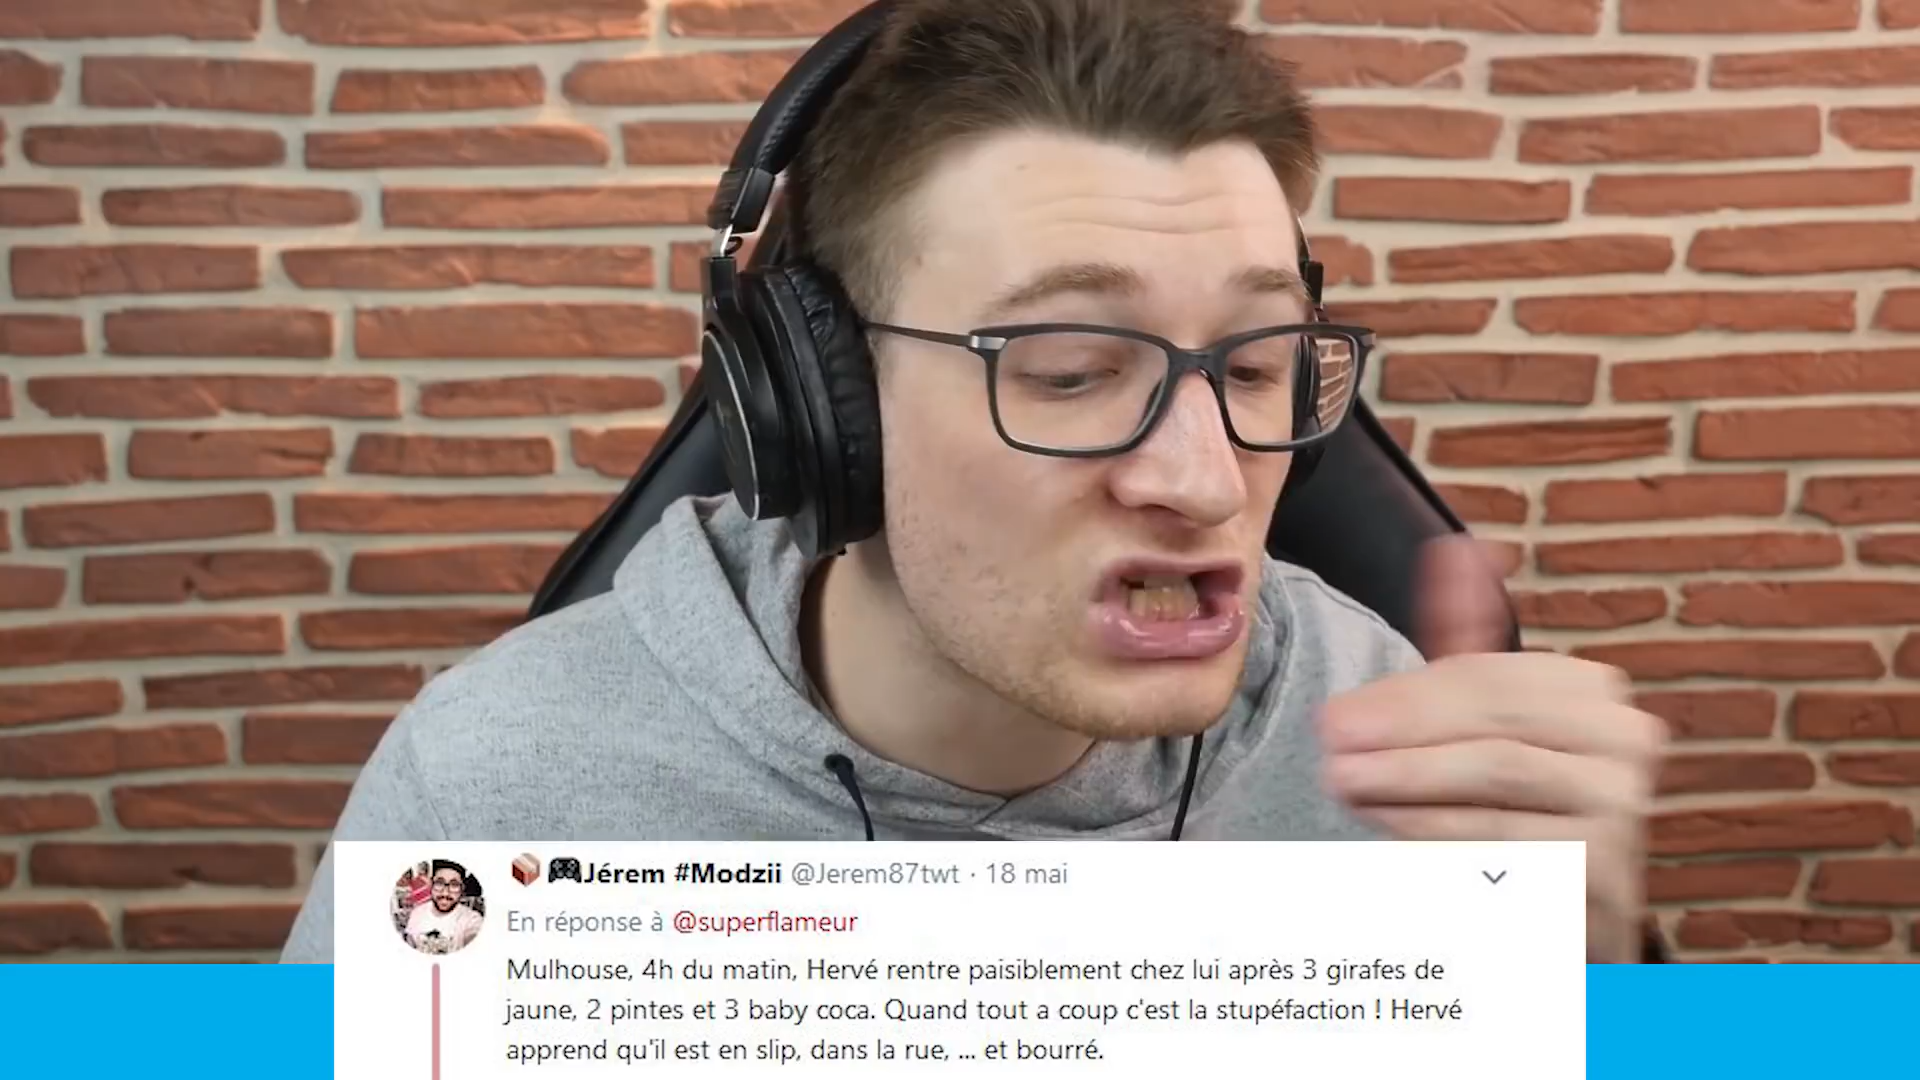 Jérem #Modzii @Jerem87twt · 18 mai
En réponse à @superflameur
Mulhouse, 4h du matin, Hervé rentre paisiblement chez lui après 3 girafes de
jaune, 2 pintes et 3 baby coca. Quand tout a coup c'est la stupéfaction ! Hervé
apprend qu'il est en slip, dans la rue, ... et bourré.